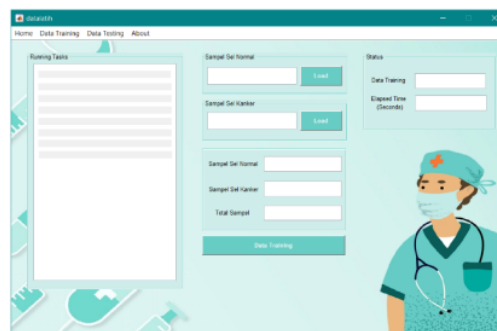 datalatih
Home Data Training Data Testing About
Running Tasks
Sampel Sel Normal
Load
Sampel Sel Kanker
Load
Sampel Sel Normal
Sampel Sel Kanker
Total Sampel
Data Training
Status
Data Training
Elapsed Time
(Seconds)